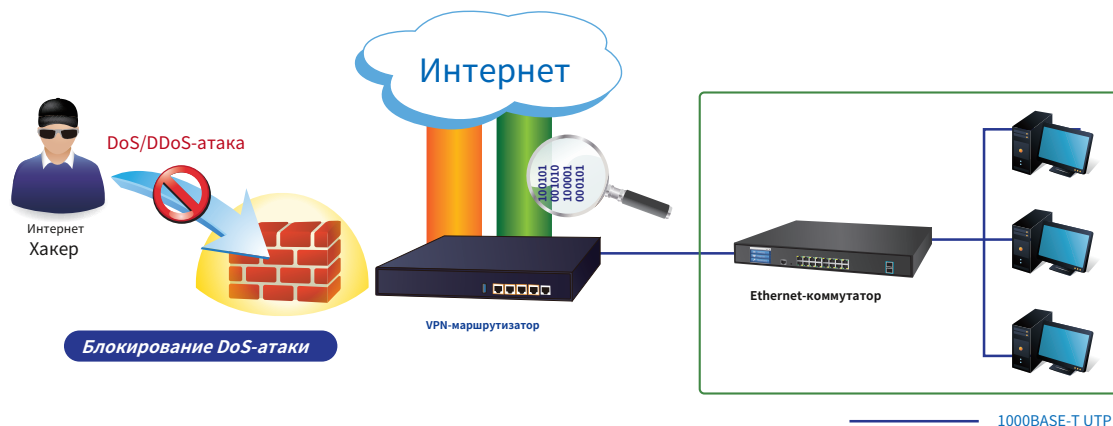 Интернет
DoS/DDoS-атака
100101
001010
100001
000101
Интернет
Хакер
Ethernet-коммутатор
VPN-маршрутизатор
Блокирование DoS-атаки
1000BASE-T UTP